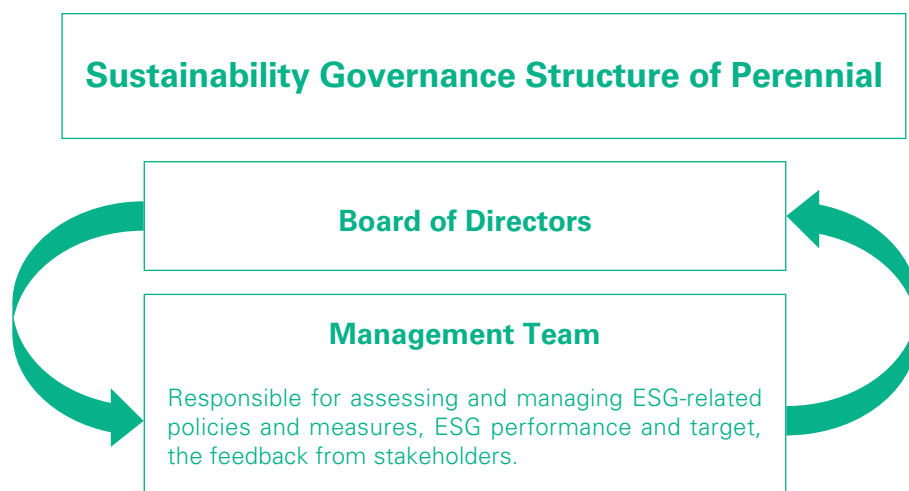 Sustainability Governance Structure of Perennial
Board of Directors
Management Team
Responsible for assessing and managing ESG-related
policies and measures, ESG performance and target,
the feedback from stakeholders.